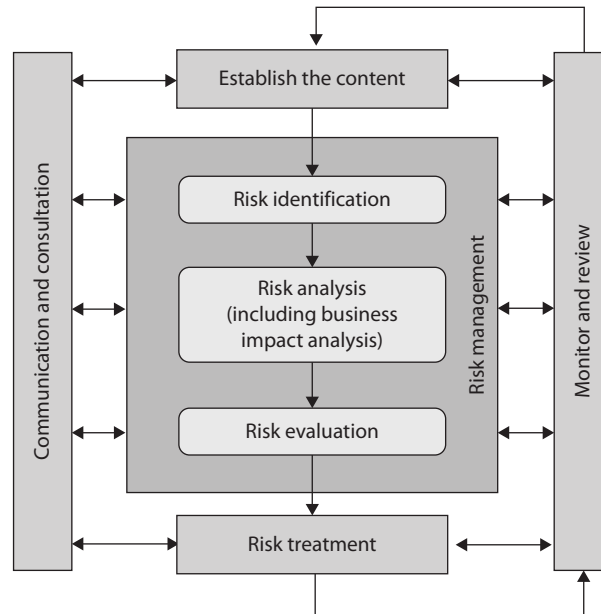 Establish the content
Communication and consultation
Risk identification
Risk analysis
(including business
impact analysis)
Risk evaluation
Risk management
Monitor and review
Risk treatment